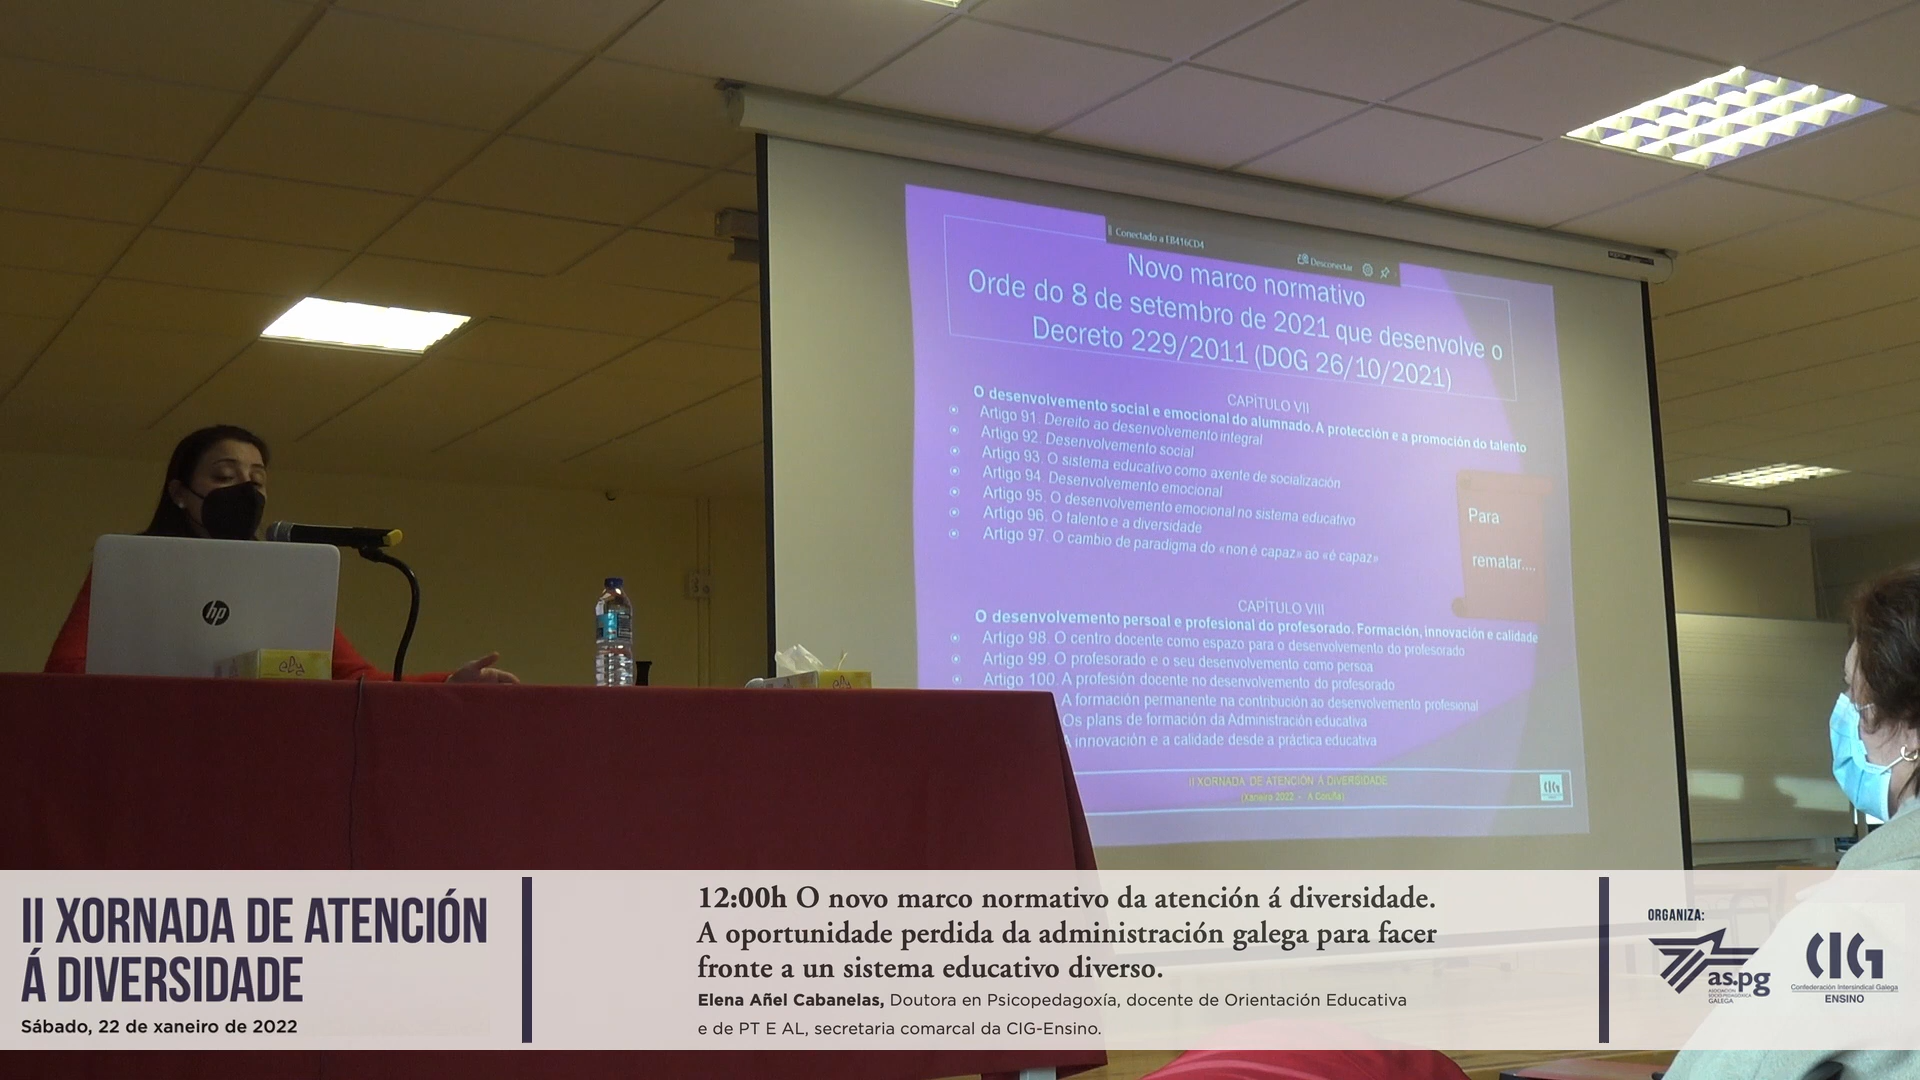 Conectado a EB416CD4
Desconectar
Novo marco normativo
Orde do 8 de setembro de 2021 que desenvolve o
Decreto 229/2011 (DOG 26/10/2021)
CAPÍTULO VII
O desenvolvemento social e emocional do alumnado. A protección e a promoción do talento
Artigo 91. Dereito ao desenvolvemento integral
Artigo 92. Desenvolvemento social
Artigo 93. O sistema educativo como axente de socialización
Artigo 94. Desenvolvemento emocional
Artigo 95. O desenvolvemento emocional no sistema educativo
Artigo 96. O talento e a diversidade
Artigo 97. O cambio de paradigma do «non é capaz» ao «é capaz»
Para
rematar....
CAPÍTULO VIII
O desenvolvemento persoal e profesional do profesorado. Formación, innovación e calidade
Artigo 98. O centro docente como espazo para o desenvolvemento do profesorado
Artigo 99. O profesorado e o seu desenvolvemento como persoa
Artigo 100. A profesión docente no desenvolvemento do profesorado
A formación permanente na contribución ao desenvolvemento profesional
Os plans de formación da Administración educativa
A innovación e a calidade desde a práctica educativa
II XORNADA DE ATENCIÓN Á DIVERSIDADE
(Xaneiro 2022 - A Coruña)
CIG
hp
II XORNADA DE ATENCIÓN
Á DIVERSIDADE
Sábado, 22 de xaneiro de 2022
12:00h O novo marco normativo da atención á diversidade.
A oportunidade perdida da administración galega para facer
fronte a un sistema educativo diverso.
Elena Añel Cabanelas, Doutora en Psicopedagoxía, docente de Orientación Educativa
e de PT E AL, secretaria comarcal da CIG-Ensino.
ORGANIZA:
as.pg
ASOCIACIÓN
SOCIO-PEDAGÓXICA
GALEGA
CIG
Confederación Intersindical Galega
ENSINO